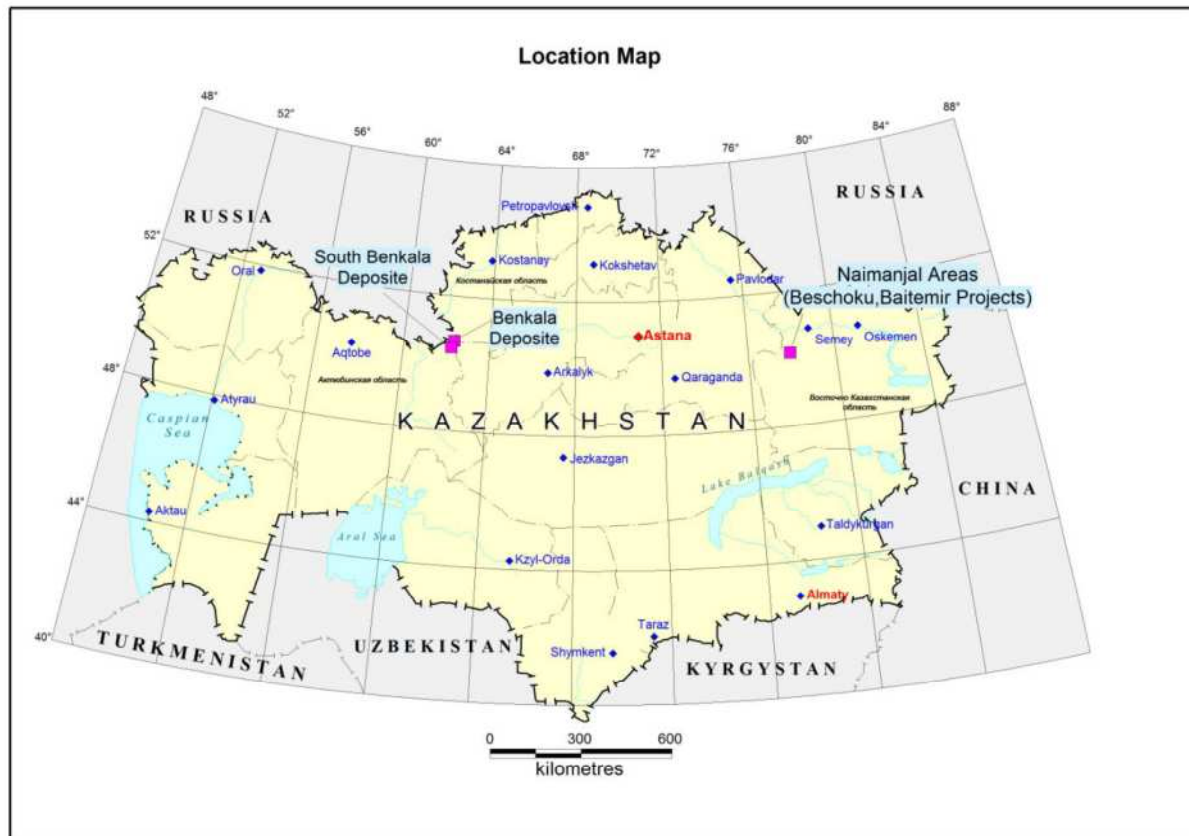 Location Map
48°
52°
56°
60°
64°
68°
72°
76°
80°
84°
88°
RUSSIA
RUSSIA
52°
48°
44°
40°
Petropavlovsk
South Benkala
Deposite
Oral
Kostanay
Kokshetav
Костанайская область
Pavlodar
Naimanjal Areas
(Beschoku,Baitemir Projects)
Benkala
Deposite
Astana
Semey
Oskemen
Aqtobe
Актюбинская область
Arkalyk
Qaraganda
Восточно Казахстанская
область
Atyrau
Caspian
Sea
KAZAKHSTAN
Jezkazgan
Lake Balqash
CHINA
Aktau
Aral Sea
Taldykurgan
Kzyl-Orda
Almaty
Taraz
Shymkent
TURKMENISTAN
UZBEKISTAN
KYRGYSTAN
0 300 600
kilometres